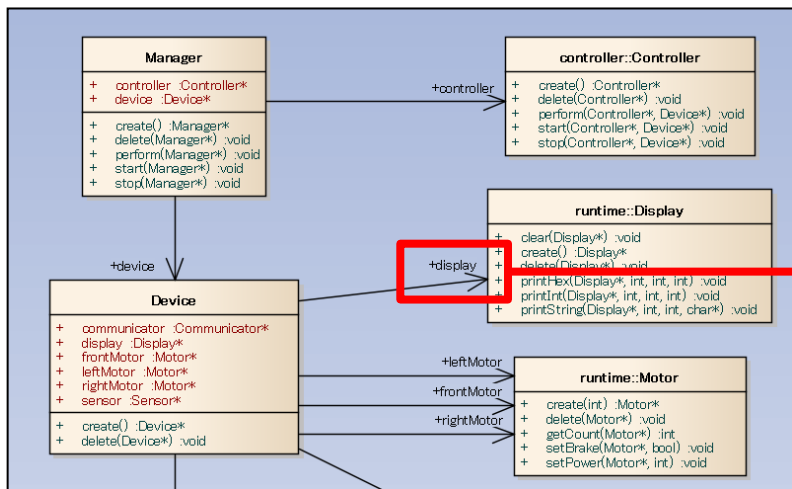 Manager
+ controller :Controller*
+ device :Device*
+ create() :Manager*
+ delete(Manager*) :void
+ perform(Manager*) :void
+ start(Manager*) :void
+ stop(Manager*) :void
+controller
controller::Controller
+ create() :Controller*
+ delete(Controller*) :void
+ perform(Controller*, Device*) :void
+ start(Controller*, Device*) :void
+ stop(Controller*, Device*) :void
+device
+display
runtime::Display
+ clear(Display*) :void
+ create() :Display*
+ delete(Display*) :void
+ printHex(Display*, int, int, int) :void
+ printInt(Display*, int, int, int) :void
+ printString(Display*, int, int, char*) :void
Device
+ communicator :Communicator*
+ display :Display*
+ frontMotor :Motor*
+ leftMotor :Motor*
+ rightMotor :Motor*
+ sensor :Sensor*
+ create() :Device*
+ delete(Device*) :void
+leftMotor
+frontMotor
+rightMotor
runtime::Motor
+ create(int) :Motor*
+ delete(Motor*) :void
+ getCount(Motor*) :int
+ setBrake(Motor*, bool) :void
+ setPower(Motor*, int) :void